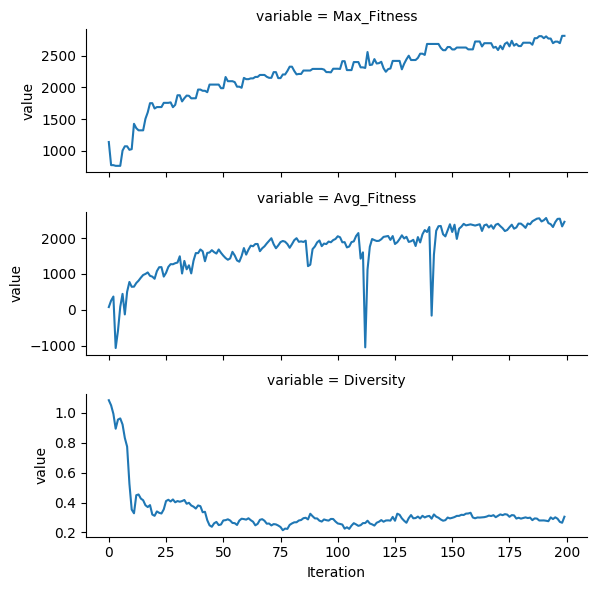 variable = Max_Fitness
2500
2000
1500
1000
value
variable = Avg_Fitness
2000
1000
0
−1000
value
variable = Diversity
1.0
0.8
0.6
0.4
0.2
value
0 25 50 75 100 125 150 175 200
Iteration